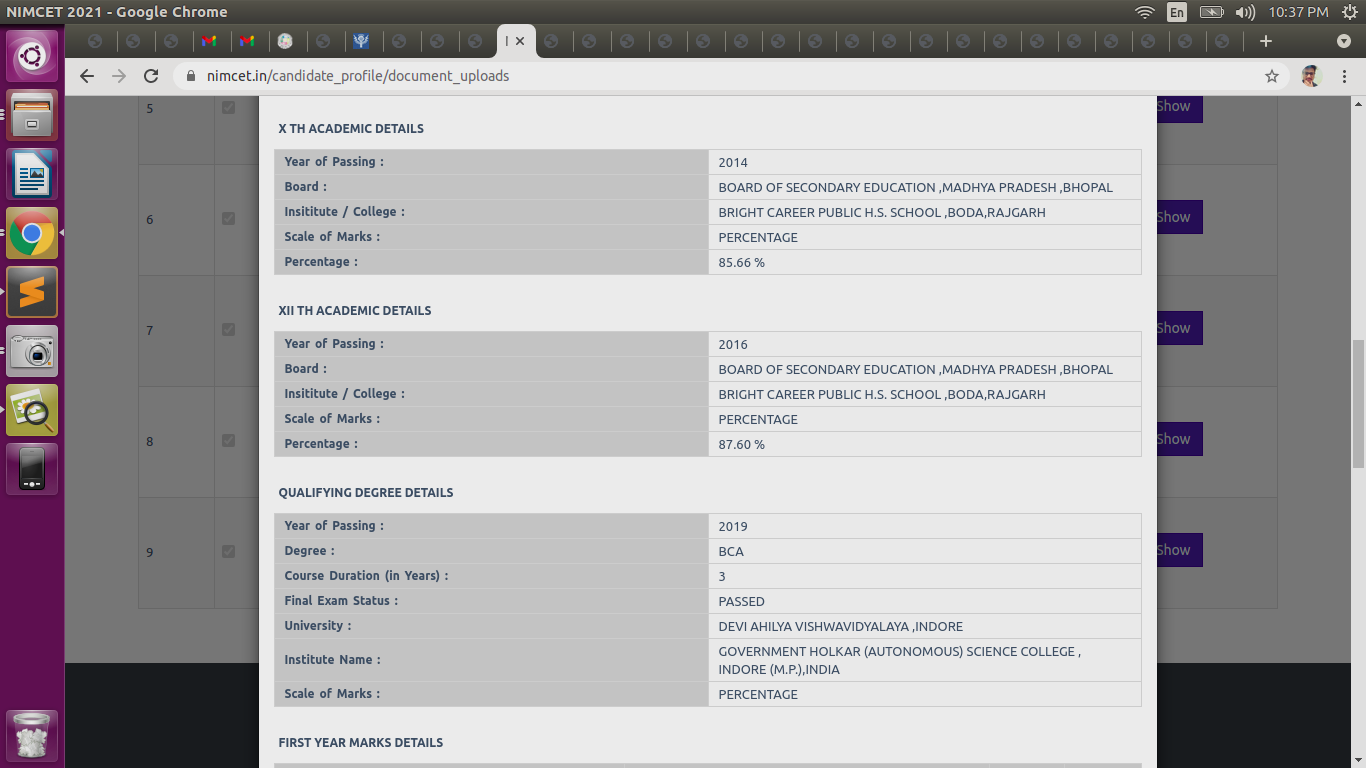 NIMCET 2021 - Google Chrome
En
10:37 PM
nimcet.in/candidate_profile/document_uploads
5
Show
X TH ACADEMIC DETAILS
Year of Passing : 2014
Board : BOARD OF SECONDARY EDUCATION ,MADHYA PRADESH ,BHOPAL
Insititute / College : BRIGHT CAREER PUBLIC H.S. SCHOOL ,BODA,RAJGARH
Scale of Marks : PERCENTAGE
Percentage : 85.66 %
6
Show
XII TH ACADEMIC DETAILS
7
Show
Year of Passing : 2016
Board : BOARD OF SECONDARY EDUCATION ,MADHYA PRADESH ,BHOPAL
Insititute / College : BRIGHT CAREER PUBLIC H.S. SCHOOL ,BODA,RAJGARH
Scale of Marks : PERCENTAGE
Percentage : 87.60 %
8
Show
QUALIFYING DEGREE DETAILS
Year of Passing : 2019
Degree : BCA
9
Show
Course Duration (in Years) : 3
Final Exam Status : PASSED
University : DEVI AHILYA VISHWAVIDYALAYA ,INDORE
Institute Name : GOVERNMENT HOLKAR (AUTONOMOUS) SCIENCE COLLEGE ,
INDORE (M.P.),INDIA
Scale of Marks : PERCENTAGE
FIRST YEAR MARKS DETAILS